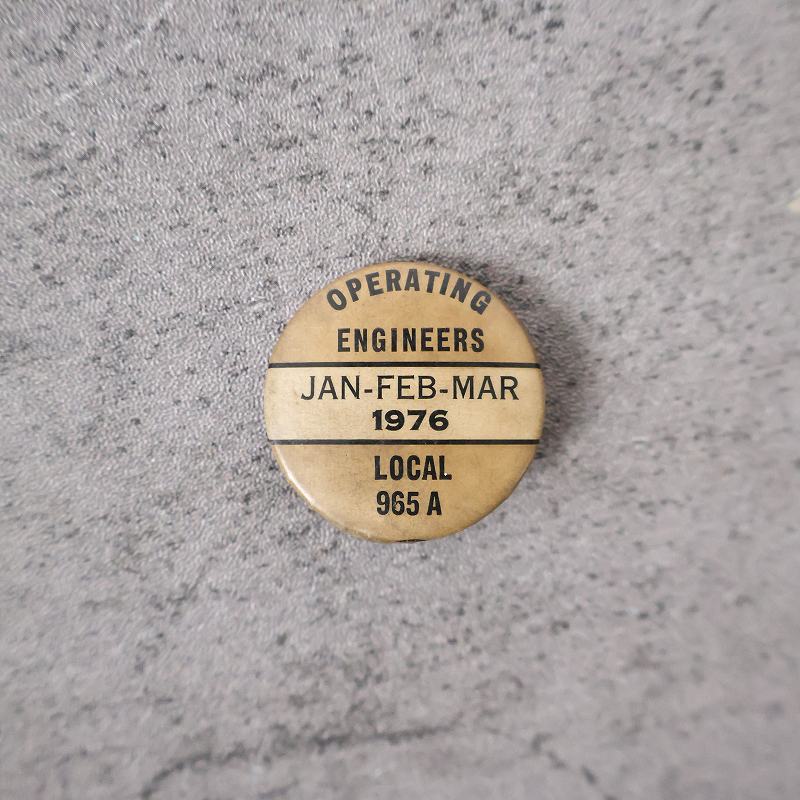 OPERATING
ENGINEERS
JAN-FEB-MAR
1976
LOCAL
965 A